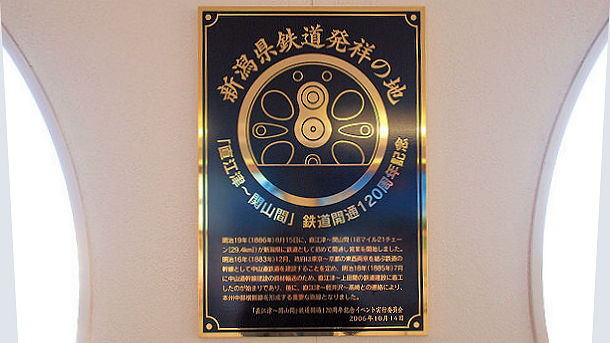 新潟県鉄道発祥の地
「直江津～関山間」鉄道開通120周年記念
明治19年(1886年)8月15日に、直江津～関山間(18マイル21チェーン
[29.4km])が新潟県に鉄道として初めて開通し営業を開始しました。
明治16年(1883年)12月、政府は東京～京都の東西両京を結ぶ鉄道の
幹線として中山道鉄道を建設することを定め、明治18年(1885年)7月
に中山道幹線建設の資材輸送のため、直江津～上田間の鉄道建設に着工
したのが始まりであり、後に、直江津～軽井沢～高崎との連絡により、
本州中部横断線を形成する重要な路線となりました。
「直江津～関山間」鉄道開通120周年記念イベント実行委員会
2006年10月14日